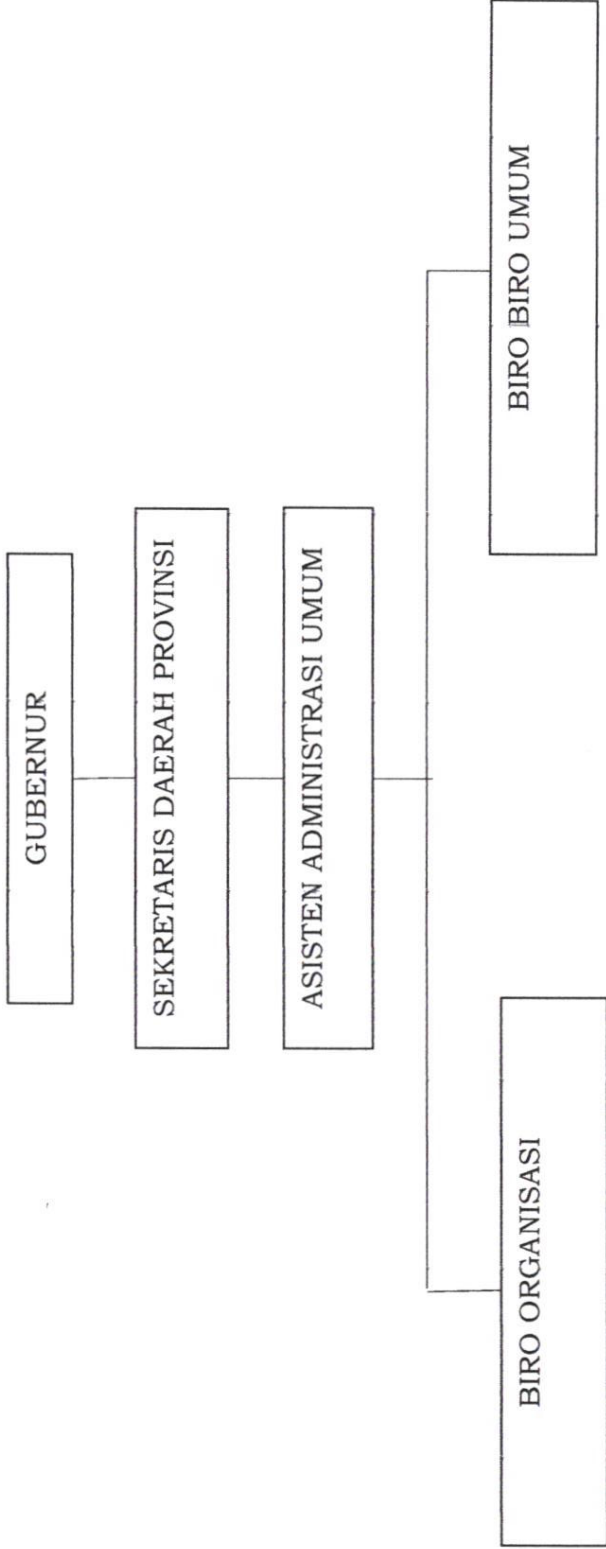 GUBERNUR
SEKRETARIS DAERAH PROVINSI
ASISTEN ADMINISTRASI UMUM
BIRO ORGANISASI
BIRO BIRO UMUM